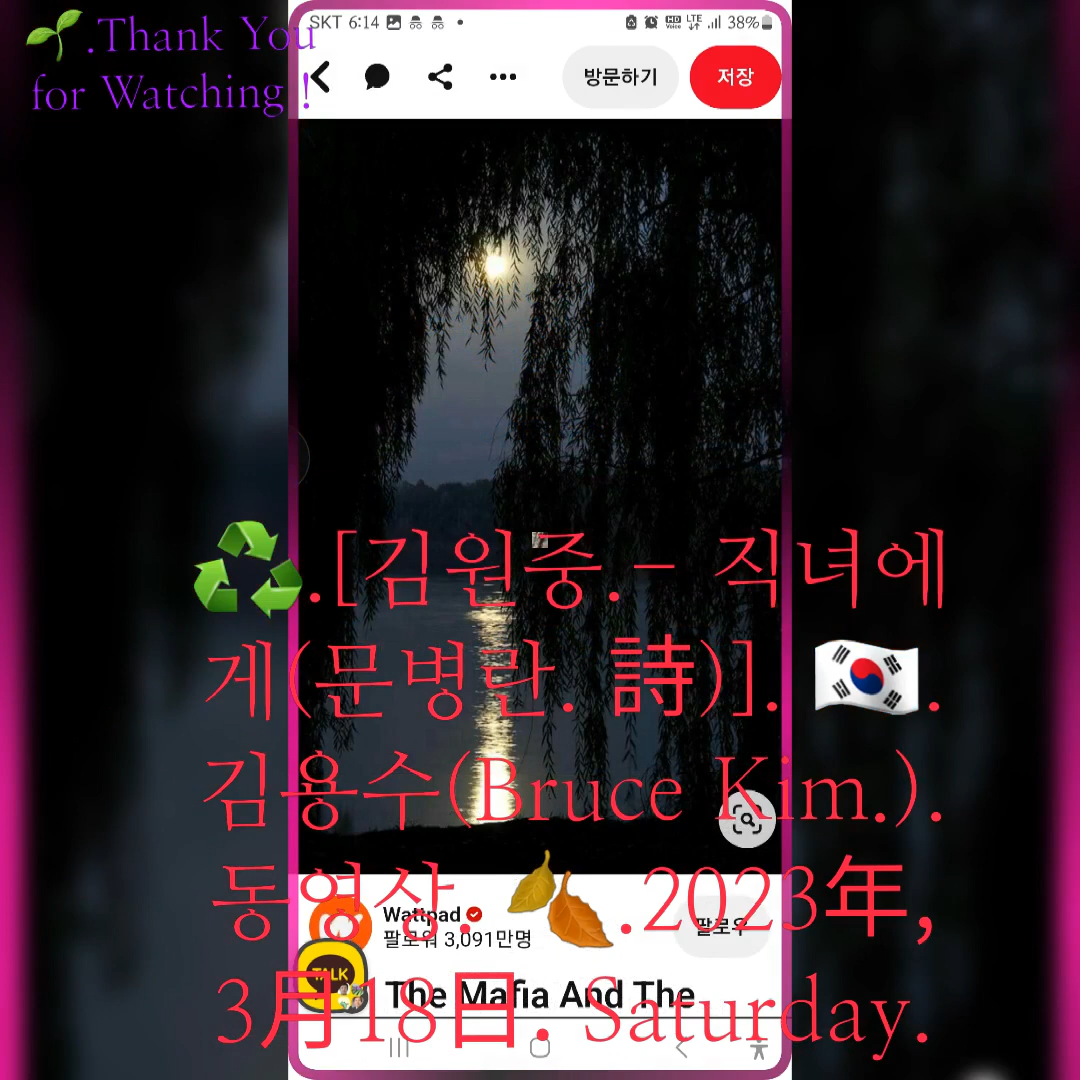 🌱.Thank You
for Watching !
SKT 6:14
HD Voice LTE 38%
방문하기
저장
♻.[김원중. - 직녀에
게(문병란. 詩)]. 🇰🇷.
김용수(Bruce Kim.).
동영상. 🍂.2023年,
3月18日. Saturday.
Wattpad
팔로워 3,091만명
팔로우
TALK
The Mafia And The